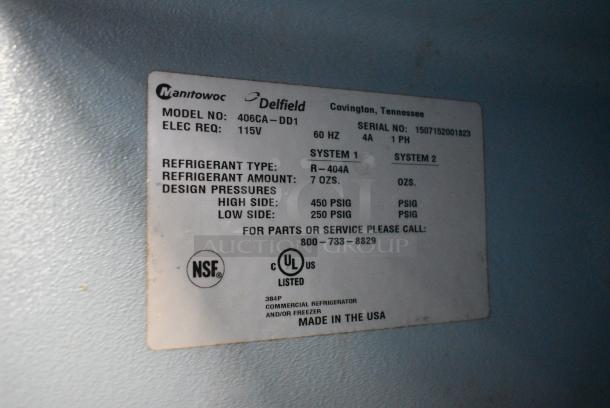 Manitowoc Delfield Covington, Tennessee
MODEL NO: 406CA-DD1 SERIAL NO: 1507152001823
ELEC REQ: 115V 60 HZ 4A 1 PH
SYSTEM 1 SYSTEM 2
REFRIGERANT TYPE: R-404A
REFRIGERANT AMOUNT: 7 OZS. OZS.
DESIGN PRESSURES
HIGH SIDE: 450 PSIG PSIG
LOW SIDE: 250 PSIG PSIG
FOR PARTS OR SERVICE PLEASE CALL:
800-733-8829
AUCTION GROUP
NSF®
C UL US
LISTED
384P
COMMERCIAL REFRIGERATOR
AND/OR FREEZER
MADE IN THE USA